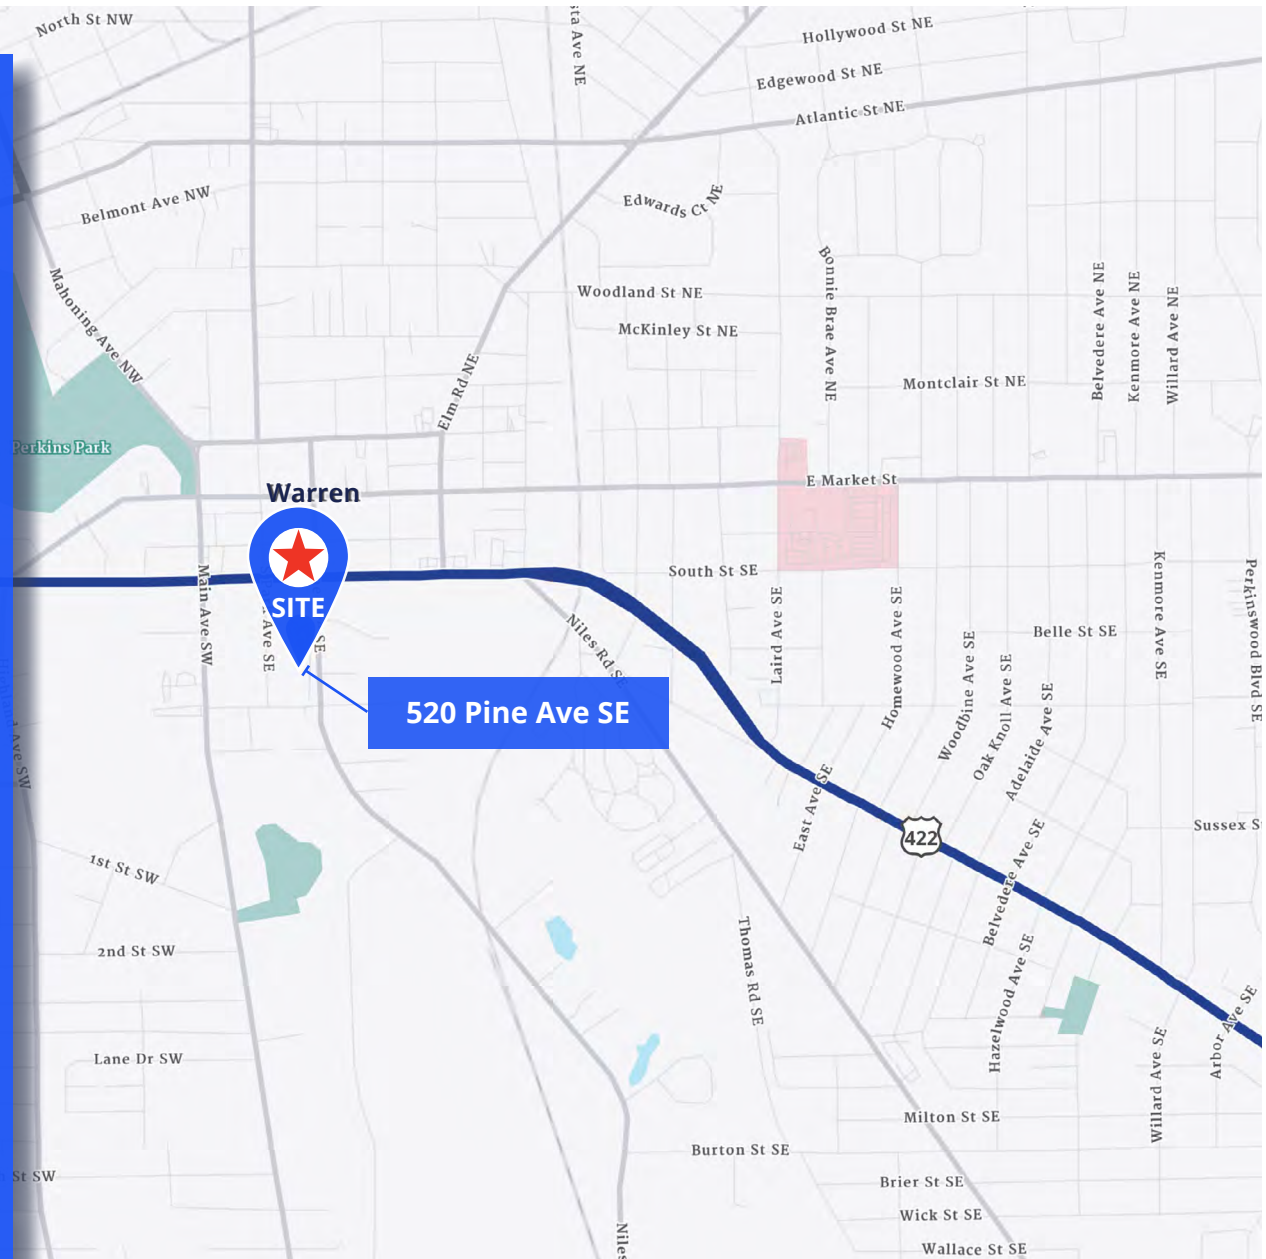 North St NW
Hollywood St NE
Edgewood St NE
Atlantic St NE
Belmont Ave NW
Edwards Ct NE
Mahoning Ave NW
Woodland St NE
McKinley St NE
Bonnie Brae Ave NE
Belvedere Ave NE
Kenmore Ave NE
Willard Ave NE
Montclair St NE
Elm Rd NE
Perkins Park
E Market St
Warren
South St SE
SITE
Main Ave SW
Ave SE
SE
Niles Rd SE
Laird Ave SE
Homewood Ave SE
Belle St SE
Kenmore Ave SE
Perkinswood Blvd SE
Woodbine Ave SE
Oak Knoll Ave SE
Adelaide Ave SE
Highland Ave SW
520 Pine Ave SE
East Ave SE
422
Sussex
1st St SW
Belvedere Ave SE
2nd St SW
Thomas Rd SE
Hazelwood Ave SE
Arbor Ave SE
Lane Dr SW
Willard Ave SE
Milton St SE
Burton St SE
St SW
Brier St SE
Wick St SE
Niles
Wallace St SE